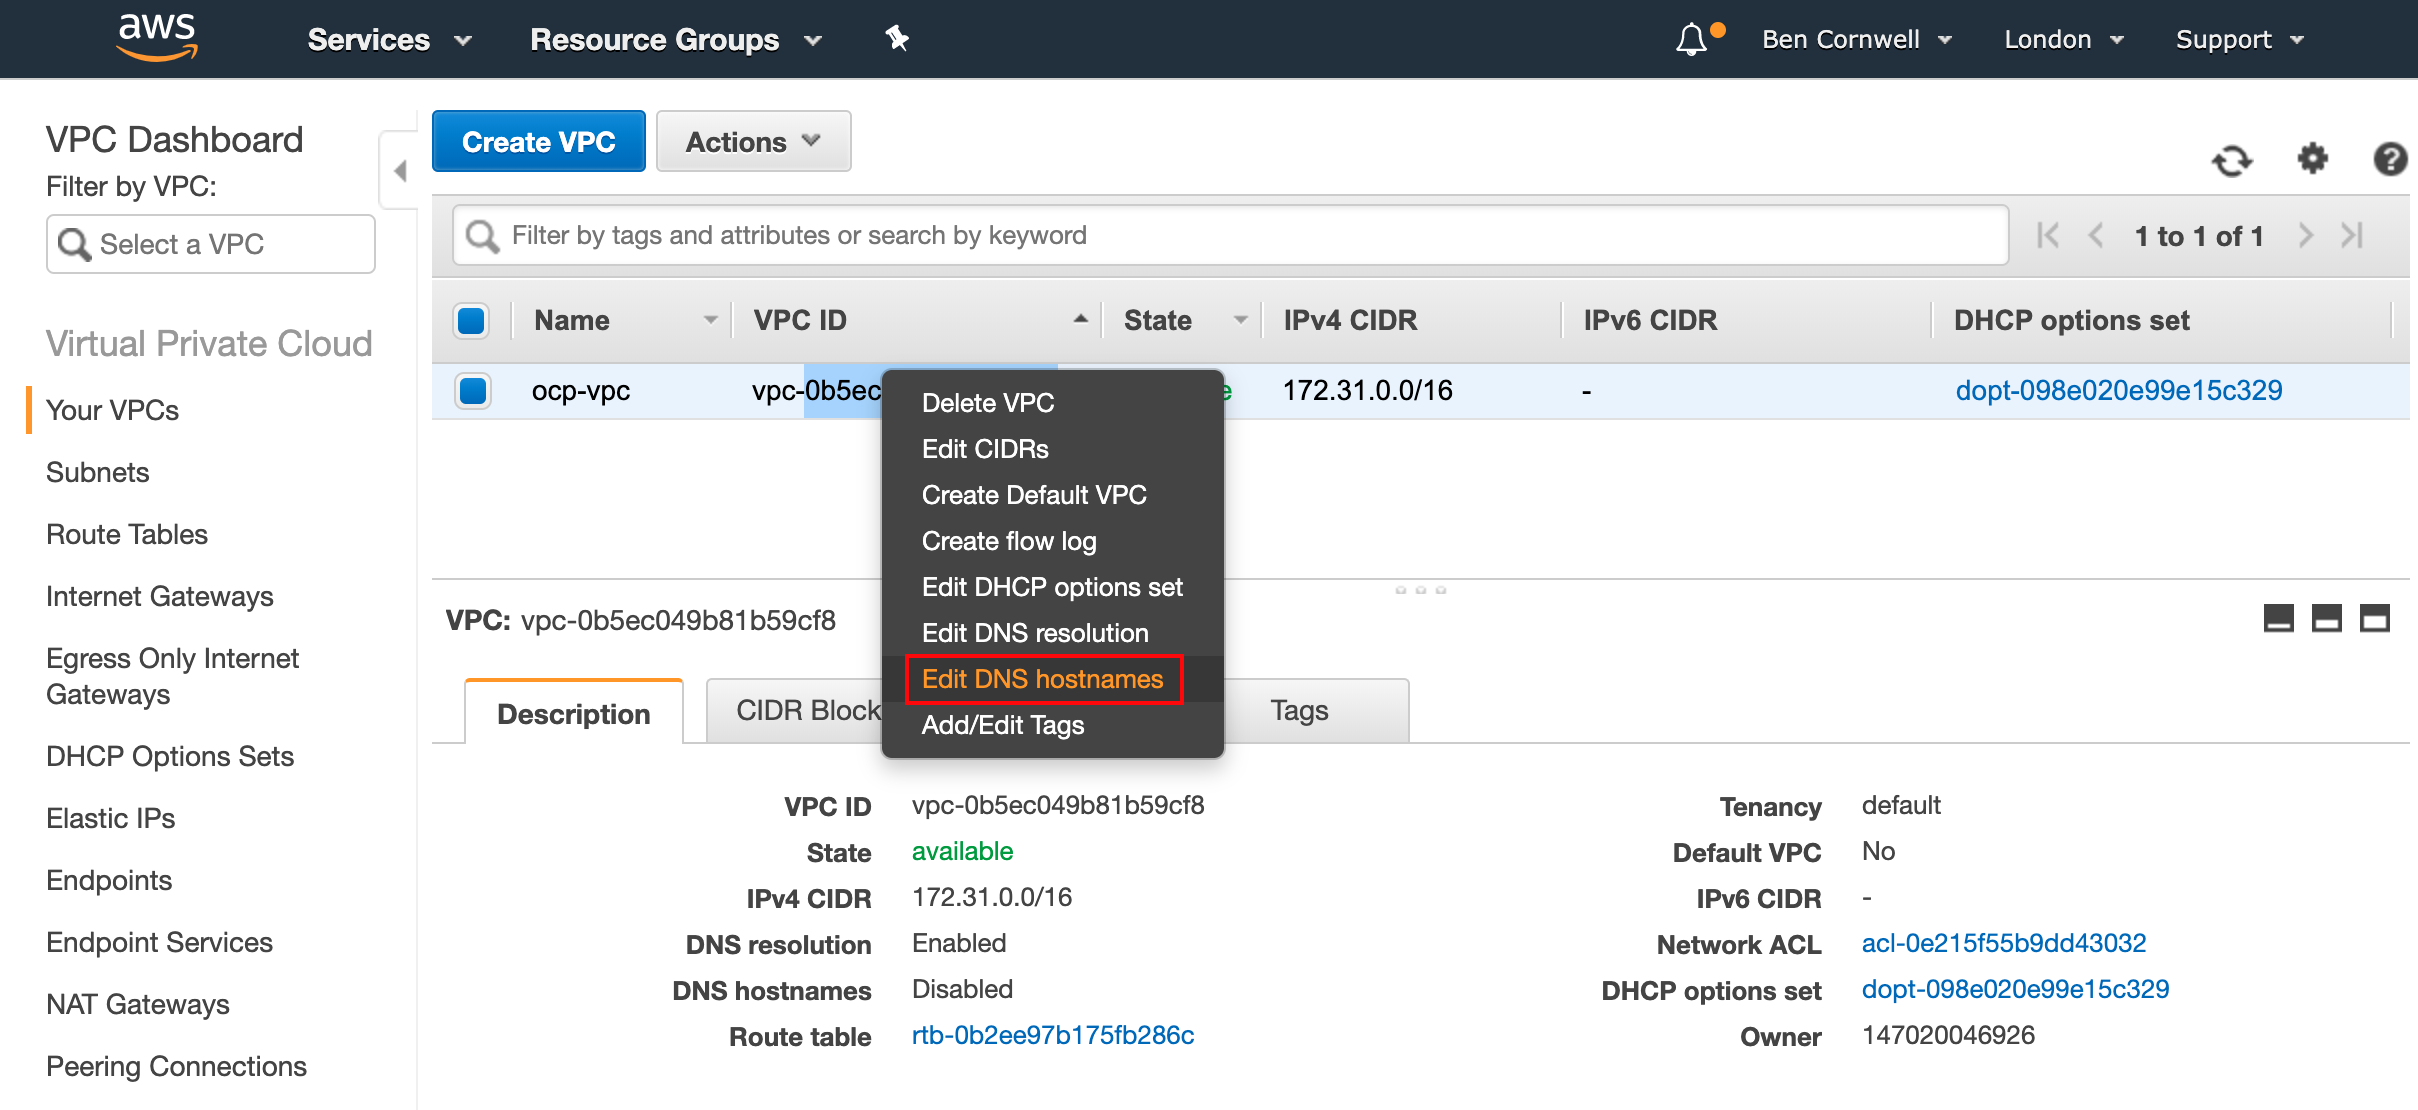 aws
Services
Resource Groups
Ben Cornwell
London
Support
VPC Dashboard
Filter by VPC:
Select a VPC
Virtual Private Cloud
Your VPCs
Subnets
Route Tables
Internet Gateways
Egress Only Internet
Gateways
DHCP Options Sets
Elastic IPs
Endpoints
Endpoint Services
NAT Gateways
Peering Connections
Create VPC
Actions
?
Filter by tags and attributes or search by keyword
1 to 1 of 1
Name
VPC ID
State
IPv4 CIDR
IPv6 CIDR
DHCP options set
ocp-vpc
vpc-0b5ec
e
172.31.0.0/16
-
dopt-098e020e99e15c329
Delete VPC
Edit CIDRs
Create Default VPC
Create flow log
Edit DHCP options set
Edit DNS resolution
Edit DNS hostnames
Add/Edit Tags
VPC: vpc-0b5ec049b81b59cf8
Description
CIDR Block
Tags
VPC ID vpc-0b5ec049b81b59cf8
State available
IPv4 CIDR 172.31.0.0/16
DNS resolution Enabled
DNS hostnames Disabled
Route table rtb-0b2ee97b175fb286c
Tenancy default
Default VPC No
IPv6 CIDR -
Network ACL acl-0e215f55b9dd43032
DHCP options set dopt-098e020e99e15c329
Owner 147020046926